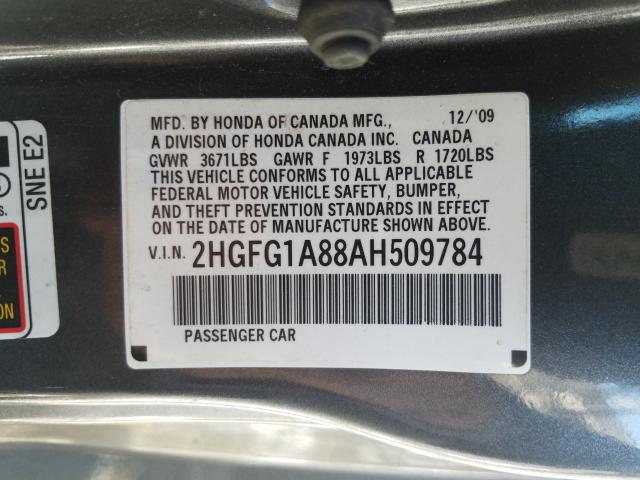 MFD. BY HONDA OF CANADA MFG., 12/'09
A DIVISION OF HONDA CANADA INC. CANADA
GVWR 3671LBS GAWR F 1973LBS R 1720LBS
THIS VEHICLE CONFORMS TO ALL APPLICABLE
FEDERAL MOTOR VEHICLE SAFETY, BUMPER,
AND THEFT PREVENTION STANDARDS IN EFFECT
ON THE DATE OF MANUFACTURE SHOWN ABOVE.
V.I.N. 2HGFG1A88AH509784
PASSENGER CAR
SNE E2